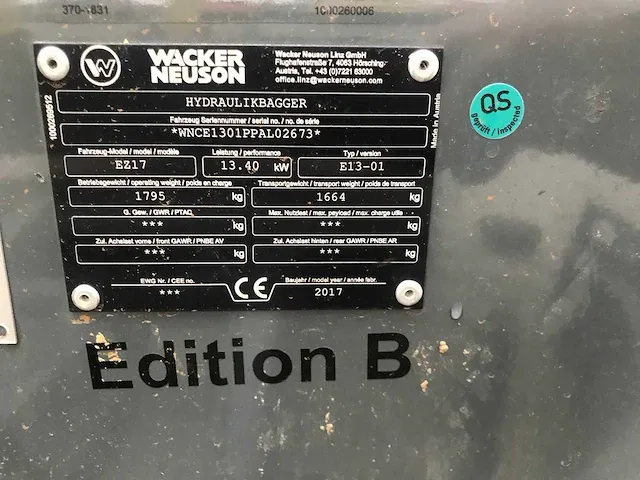 370-1831
1000260006
WACKER
NEUSON
Wacker Neuson Linz GmbH
Flughafenstraße 7, 4063 Hörsching
Austria, Tel. +43 (0)7221 63000
office.linz@wackerneuson.com
1000289512
Made in Austria
HYDRAULIKBAGGER
Fahrzeug Seriennummer / serial no. / no. de série
*WNCE1301PPAL02673*
Fahrzeug-Model / model / modèle
Leistung / performance
Typ / version
EZ17
13.40 kW
E13-01
Betriebsgewicht / operating weight / poids en charge
Transportgewicht / transport weight / poids de transport
1795 kg
1664 kg
G. Gew. / GWR / PTAC
Max. Nutzlast / max. payload / max. charge utile
*** kg
*** kg
Zul. Achslast vorne / front GAWR / PNBE AV
Zul. Achslast hinten / rear GAWR / PNBE AR
*** kg
*** kg
EWG Nr. / CEE no.
***
CE
Baujahr / model year / année fabr.
2017
QS
geprüft / inspected
Edition B